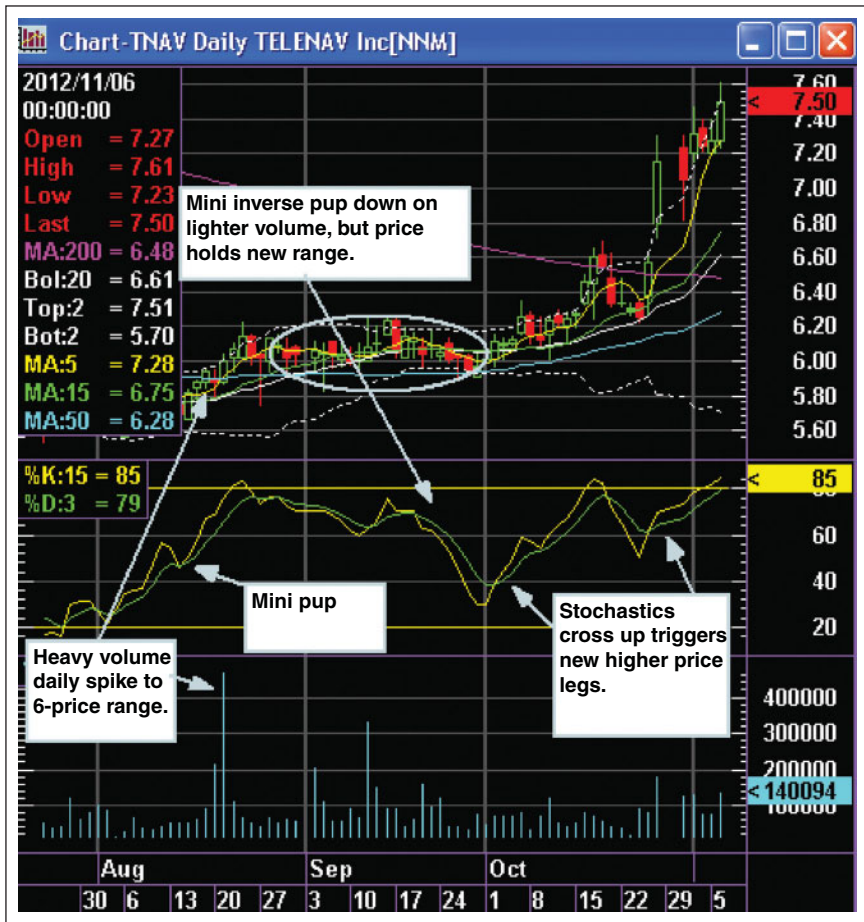 Chart-TNAV Daily TELENAV Inc[NNM]
2012/11/06
00:00:00
Open = 7.27
High = 7.61
Low = 7.23
Last = 7.50
MA:200 = 6.48
Bol:20 = 6.61
Top:2 = 7.51
Bot:2 = 5.70
MA:5 = 7.28
MA:15 = 6.75
MA:50 = 6.28
Mini inverse pup down on
lighter volume, but price
holds new range.
7.60
< 7.50
7.40
7.20
7.00
6.80
6.60
6.40
6.20
6.00
5.80
5.60
%K:15 = 85
%D:3 = 79
< 85
80
60
40
20
Mini pup
Stochastics
cross up triggers
new higher price
legs.
Heavy volume
daily spike to
6-price range.
400000
300000
200000
<140094
100000
Aug Sep Oct
30 6 13 20 27 3 10 17 24 1 8 15 22 29 5